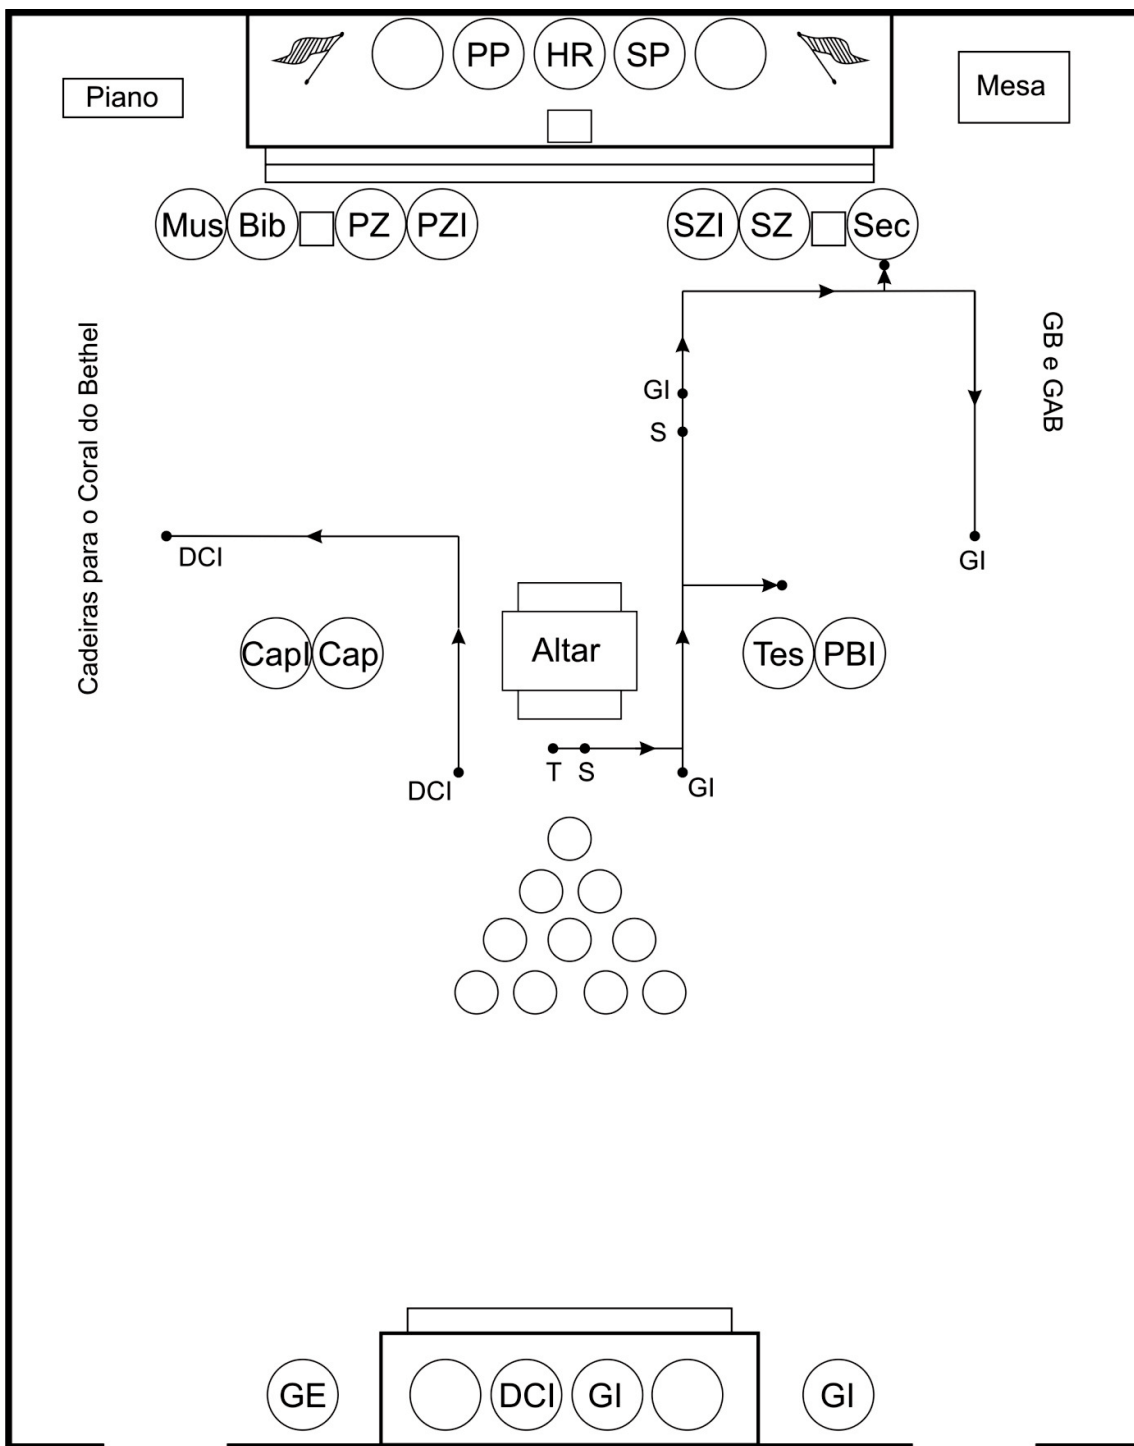 PP HR SP
Piano
Mesa
Mus Bib PZ PZI SZI SZ Sec
Cadeiras para o Coral do Bethel
GB e GAB
GI
S
DCI
GI
CapI Cap
Altar
Tes PBI
T S
DCI
GI
GE DCI GI GI